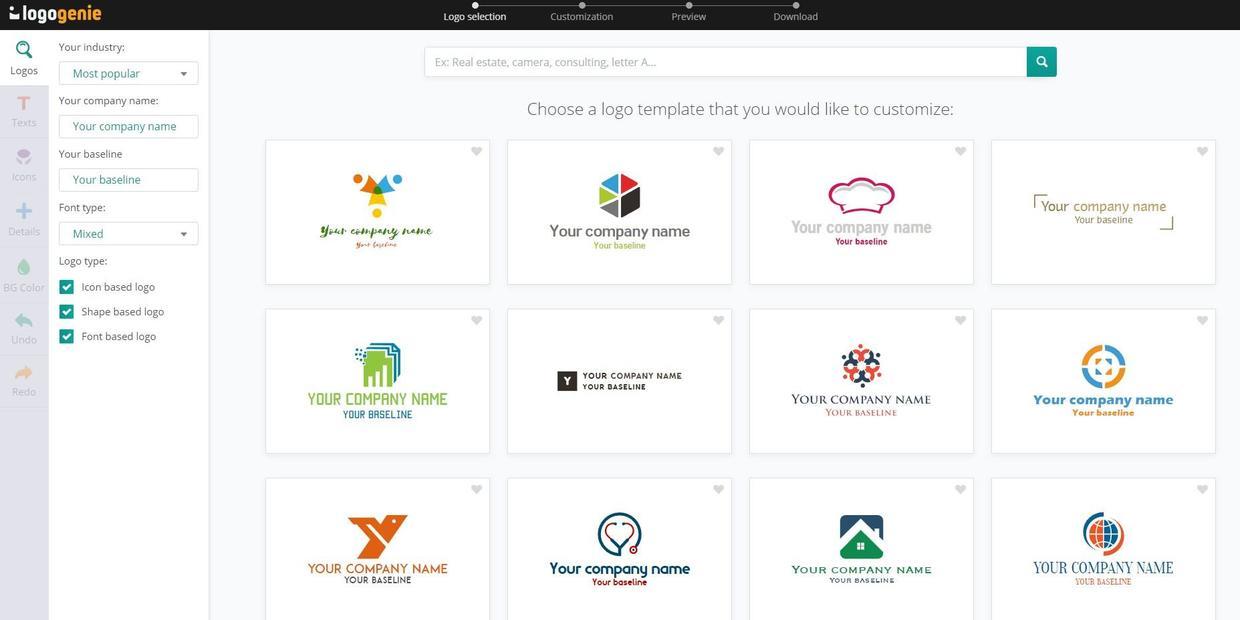 logogenie
Logo selection
Customization
Preview
Download
Logos
Texts
Icons
Details
BG Color
Undo
Redo
Your industry:
Most popular
Your company name:
Your company name
Your baseline
Your baseline
Font type:
Mixed
Logo type:
Icon based logo
Shape based logo
Font based logo
Ex: Real estate, camera, consulting, letter A...
Choose a logo template that you would like to customize:
Your company name
Your baseline
Your company name
Your baseline
Your company name
Your baseline
Your company name
Your baseline
YOUR COMPANY NAME
YOUR BASELINE
Y
YOUR COMPANY NAME
YOUR BASELINE
YOUR COMPANY NAME
YOUR BASELINE
Your company name
Your baseline
YOUR COMPANY NAME
YOUR BASELINE
Your company name
Your baseline
YOUR COMPANY NAME
YOUR BASELINE
YOUR COMPANY NAME
YOUR BASELINE